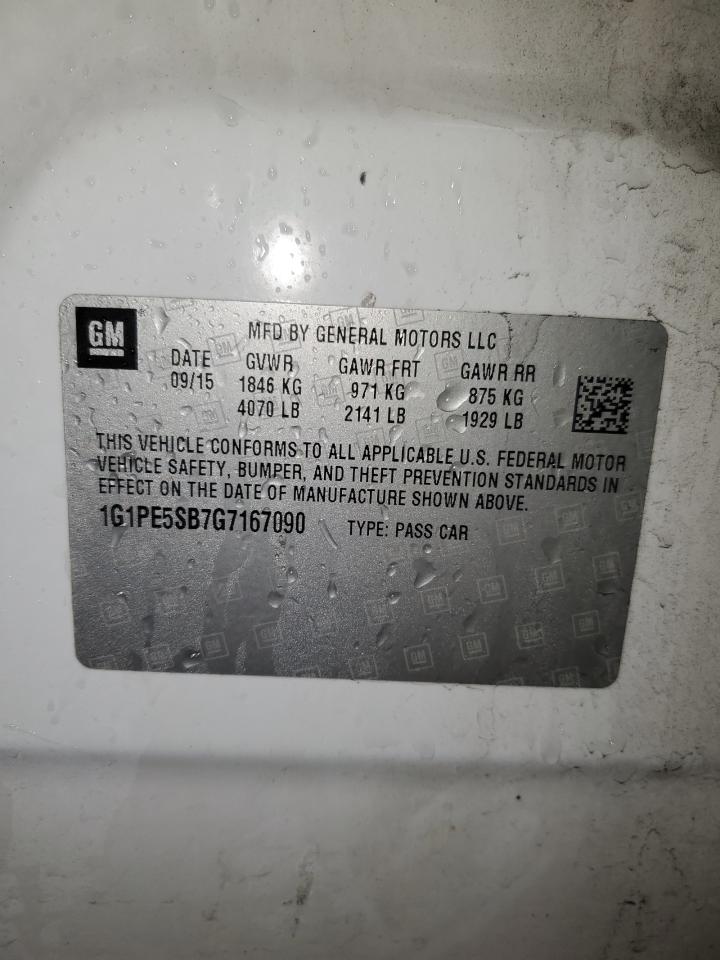 GM
MFD BY GENERAL MOTORS LLC
DATE GVWR GAWR FRT GAWR RR
09/15 1846 KG 971 KG 875 KG
4070 LB 2141 LB 1929 LB
THIS VEHICLE CONFORMS TO ALL APPLICABLE U.S. FEDERAL MOTOR
VEHICLE SAFETY, BUMPER, AND THEFT PREVENTION STANDARDS IN
EFFECT ON THE DATE OF MANUFACTURE SHOWN ABOVE.
1G1PE5SB7G7167090 TYPE: PASS CAR